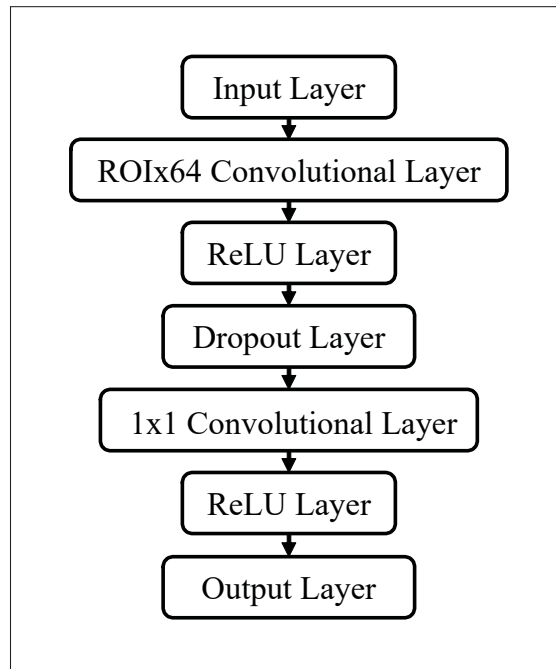 Input Layer
ROIx64 Convolutional Layer
ReLU Layer
Dropout Layer
1x1 Convolutional Layer
ReLU Layer
Output Layer